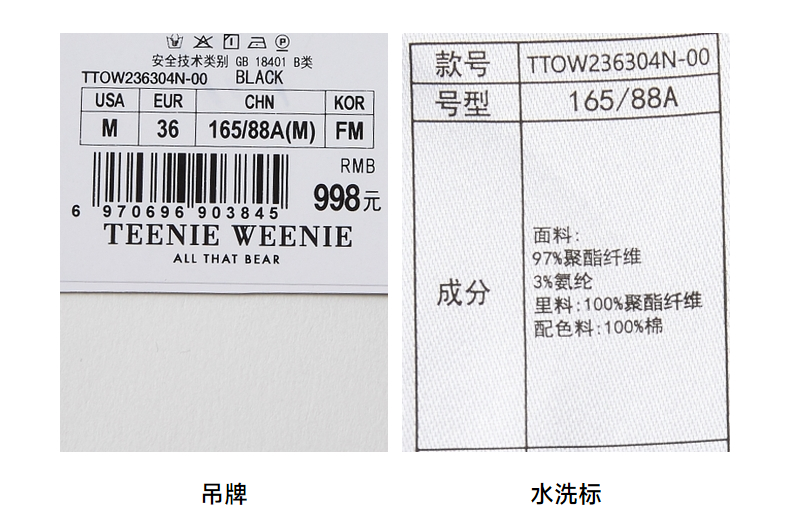 安全技术类别 GB 18401 B类
TTOW236304N-00 BLACK
USA EUR CHN KOR
M 36 165/88A(M) FM
RMB
998元
6 970696 903845
TEENIE WEENIE
ALL THAT BEAR
吊牌
款号 TTOW236304N-00
号型 165/88A
成分
面料:
97%聚酯纤维
3%氨纶
里料:100%聚酯纤维
配色料:100%棉
水洗标